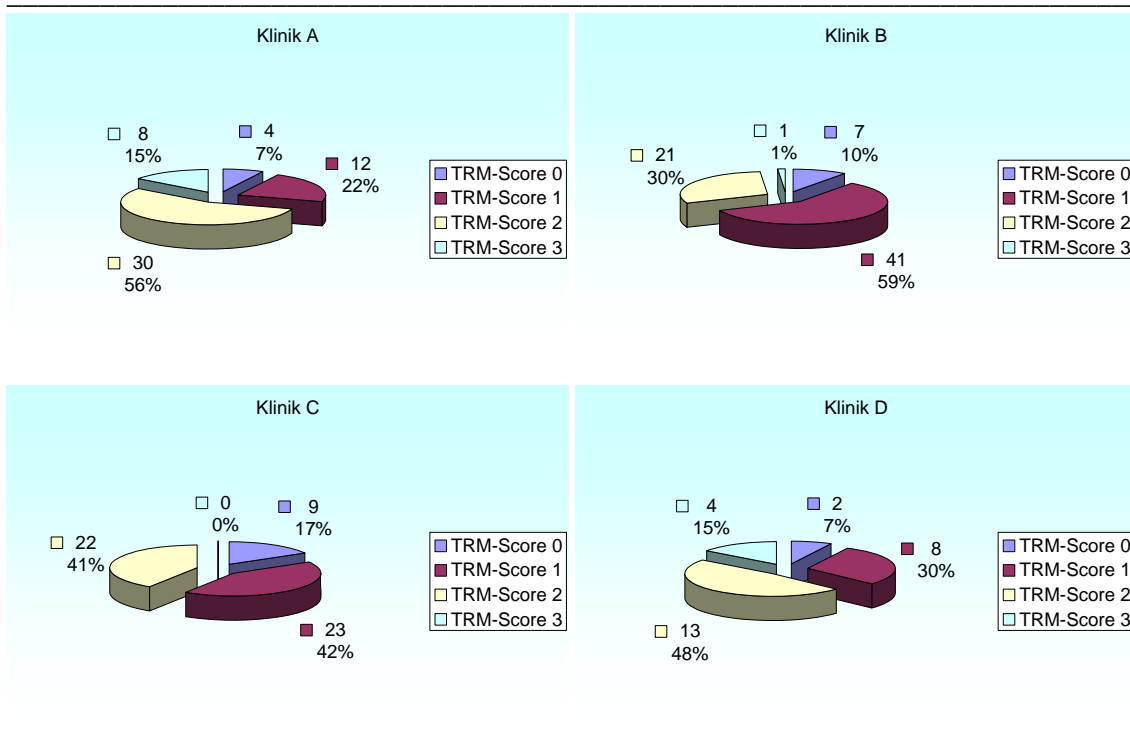 Klinik A
8
15%
4
7%
12
22%
30
56%
TRM-Score 0
TRM-Score 1
TRM-Score 2
TRM-Score 3
Klinik B
1
1%
7
10%
21
30%
41
59%
TRM-Score 0
TRM-Score 1
TRM-Score 2
TRM-Score 3
Klinik C
0
0%
9
17%
22
41%
23
42%
TRM-Score 0
TRM-Score 1
TRM-Score 2
TRM-Score 3
Klinik D
4
15%
2
7%
8
30%
13
48%
TRM-Score 0
TRM-Score 1
TRM-Score 2
TRM-Score 3